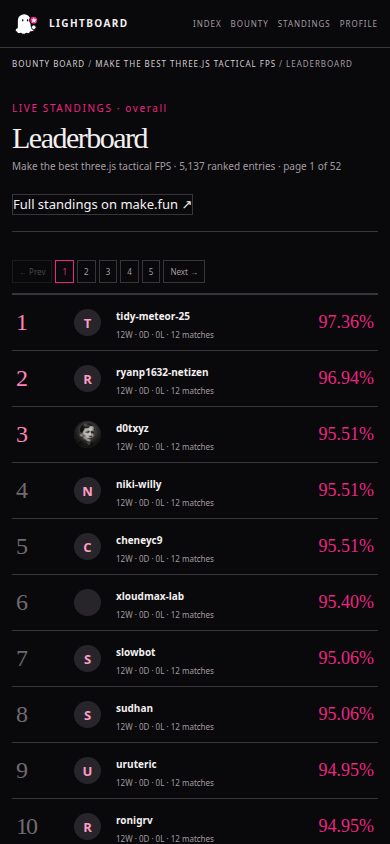 LIGHTBOARD
INDEX BOUNTY STANDINGS PROFILE
BOUNTY BOARD / MAKE THE BEST THREE.JS TACTICAL FPS / LEADERBOARD
LIVE STANDINGS · overall
Leaderboard
Make the best three.js tactical FPS · 5,137 ranked entries · page 1 of 52
Full standings on make.fun ↗
← Prev 1 2 3 4 5 Next →
1 T tidy-meteor-25 97.36%
12W · 0D · 0L · 12 matches
2 R ryanp1632-netizen 96.94%
12W · 0D · 0L · 12 matches
3 d0txyz 95.51%
12W · 0D · 0L · 12 matches
4 N niki-willy 95.51%
12W · 0D · 0L · 12 matches
5 C cheneyc9 95.51%
12W · 0D · 0L · 12 matches
6 xloudmax-lab 95.40%
12W · 0D · 0L · 12 matches
7 S slowbot 95.06%
12W · 0D · 0L · 12 matches
8 S sudhan 95.06%
12W · 0D · 0L · 12 matches
9 U uruteric 94.95%
12W · 0D · 0L · 12 matches
10 R ronigrv 94.95%
12W · 0D · 0L · 12 matches